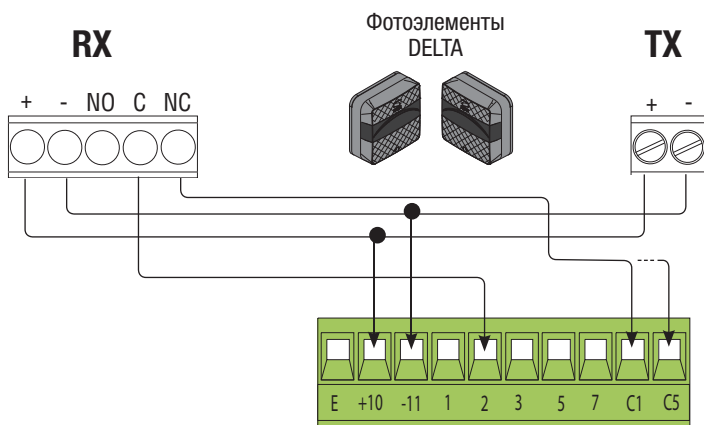 Фотоэлементы
DELTA
RX
TX
+ - NO C NC
+ -
E +10 -11 1 2 3 5 7 C1 C5